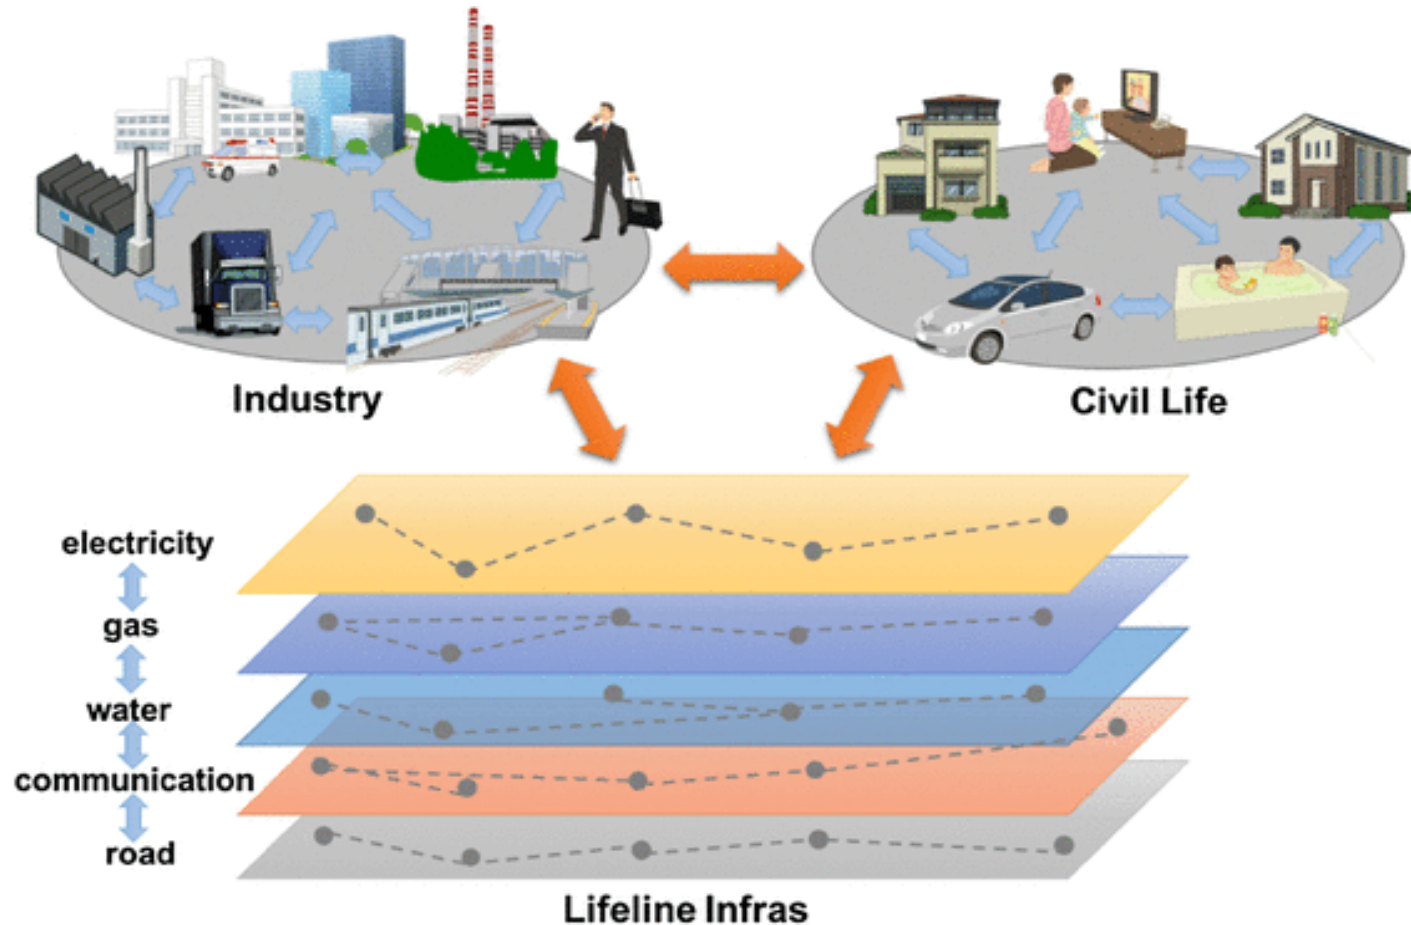 Industry
Civil Life
electricity
gas
water
communication
road
Lifeline Infras